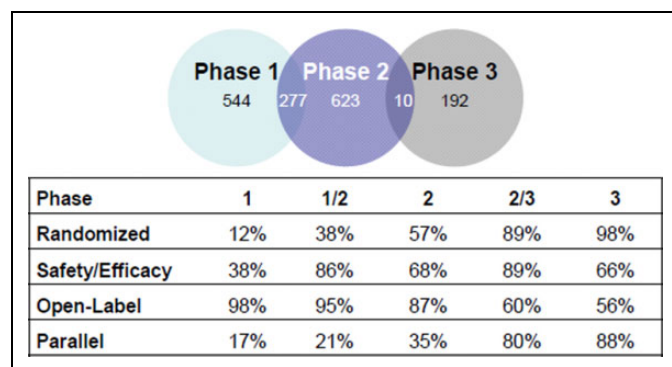 Phase 1 Phase 2 Phase 3
544 277 623 10 192
Phase 1 1/2 2 2/3 3
Randomized 12% 38% 57% 89% 98%
Safety/Efficacy 38% 86% 68% 89% 66%
Open-Label 98% 95% 87% 60% 56%
Parallel 17% 21% 35% 80% 88%